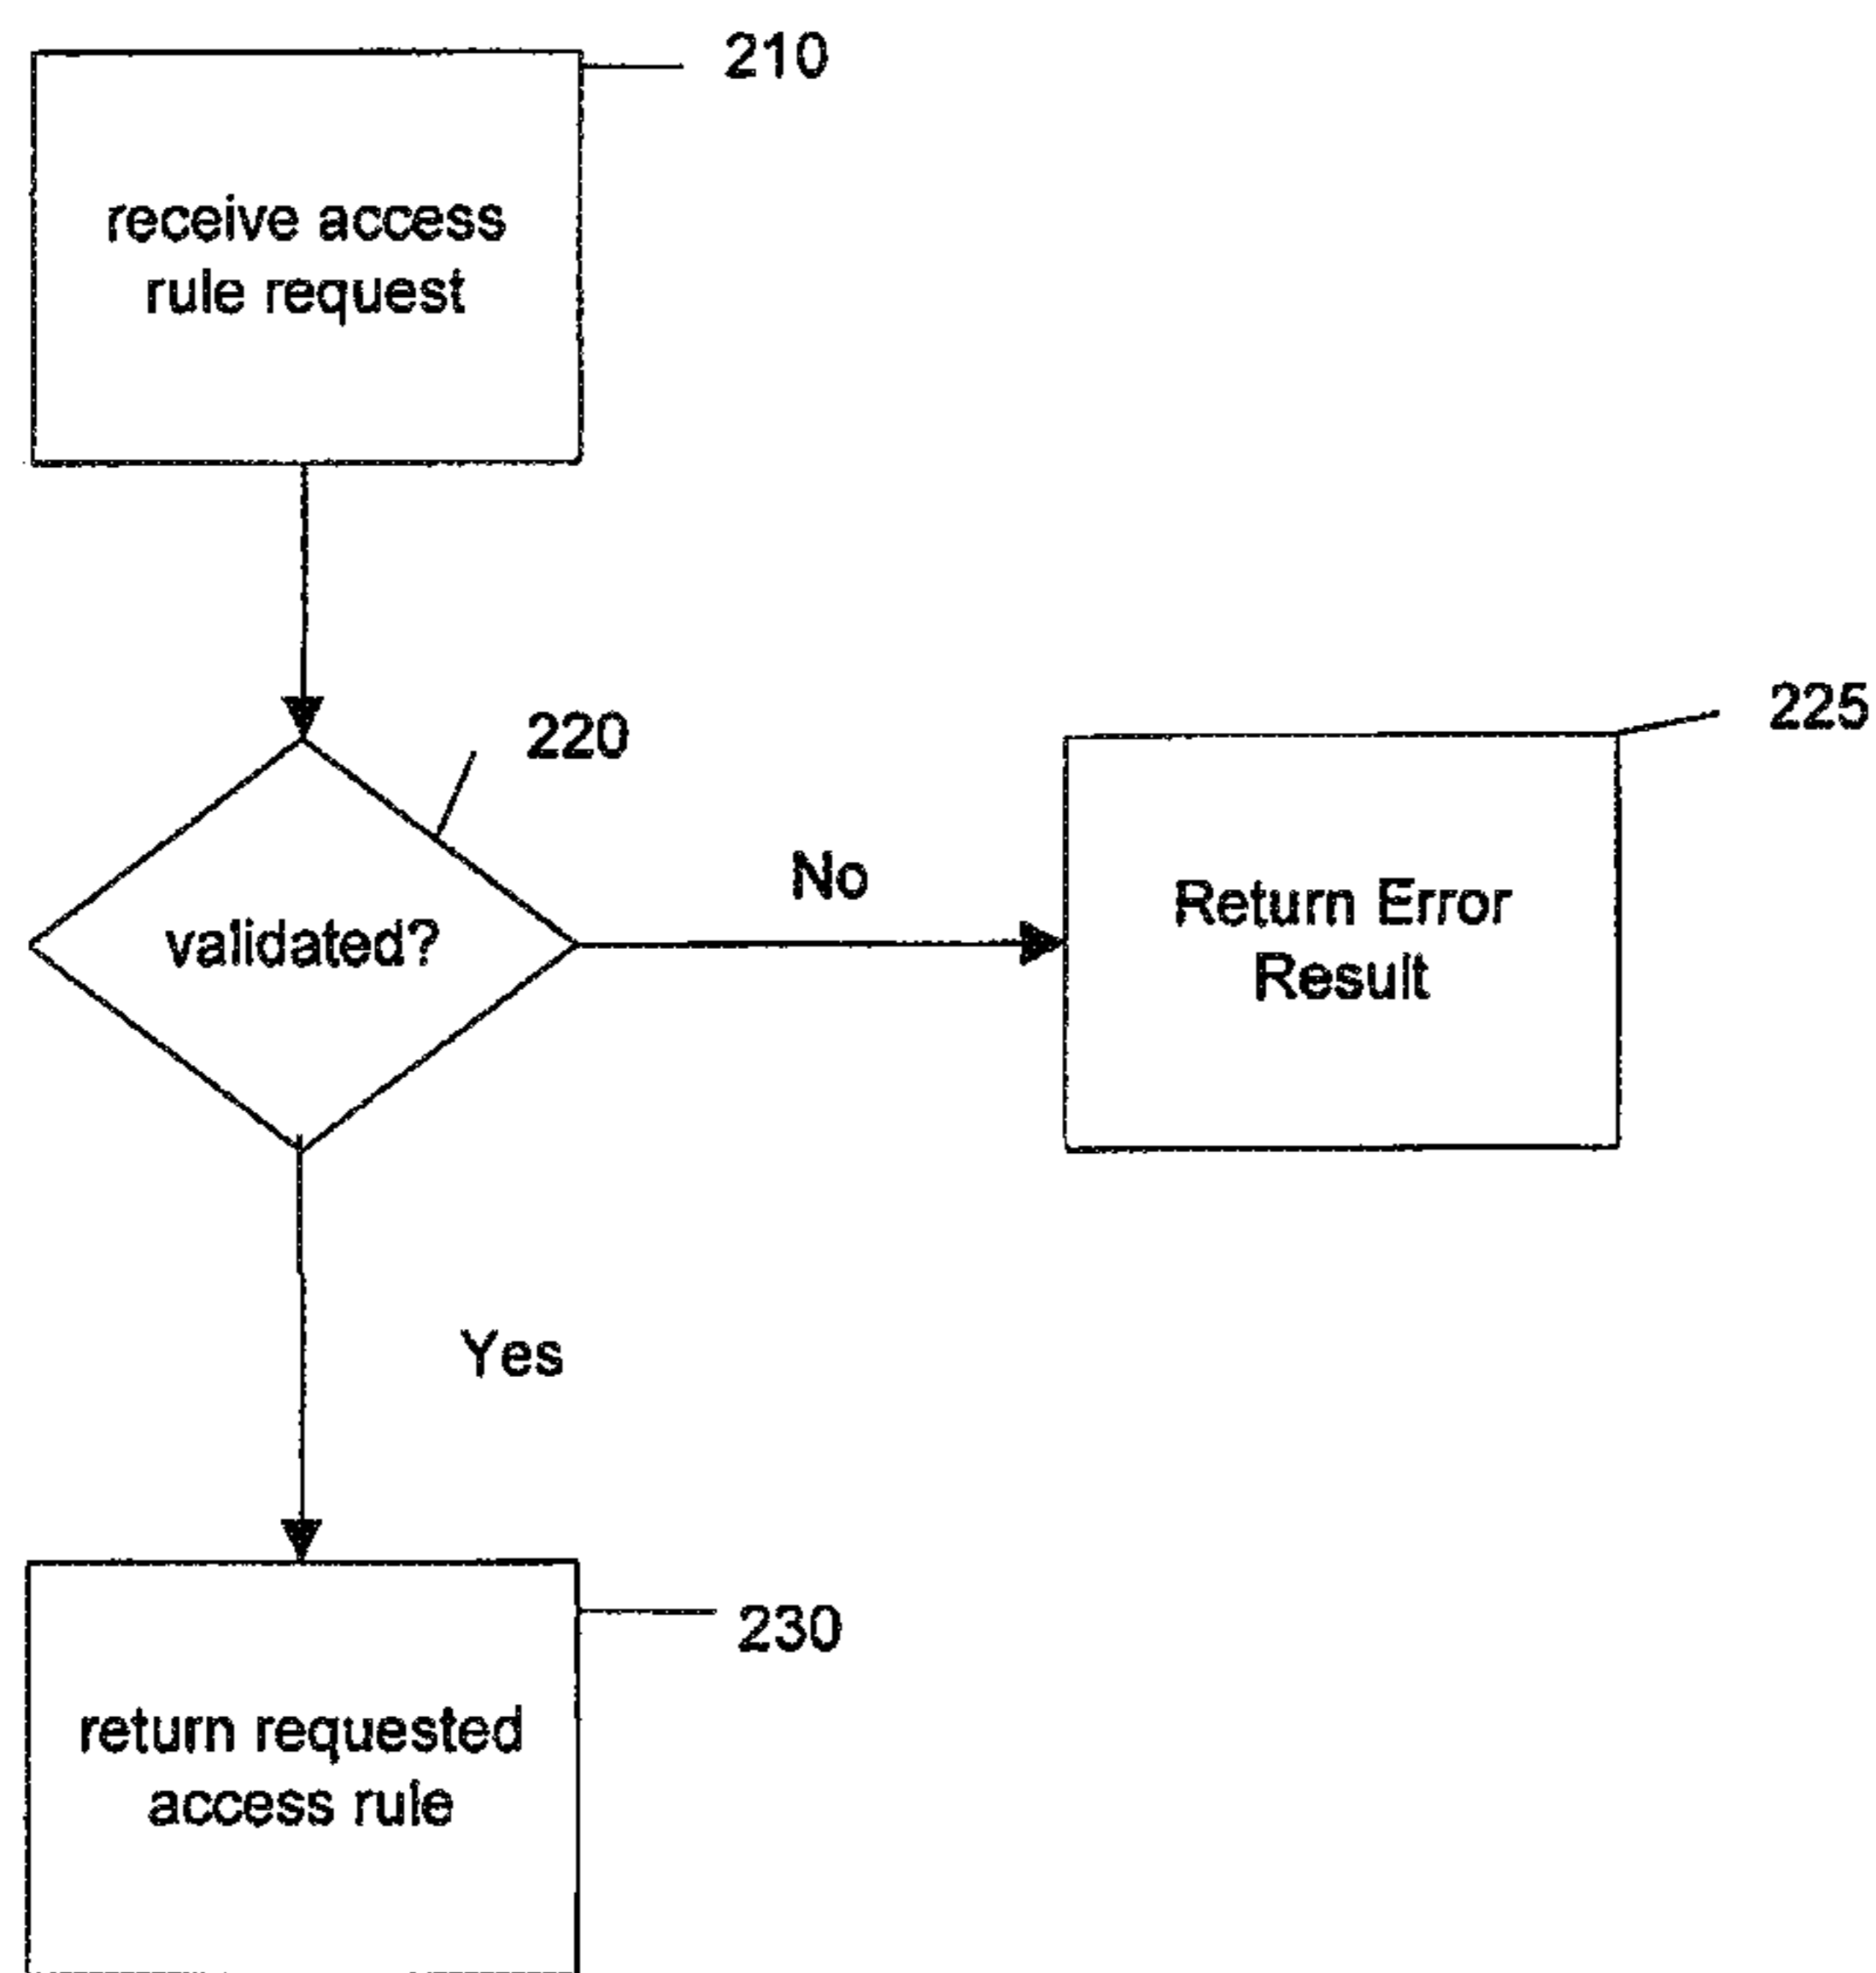 210
receive access
rule request
220
225
validated?
No
Return Error
Result
Yes
230
return requested
access rule